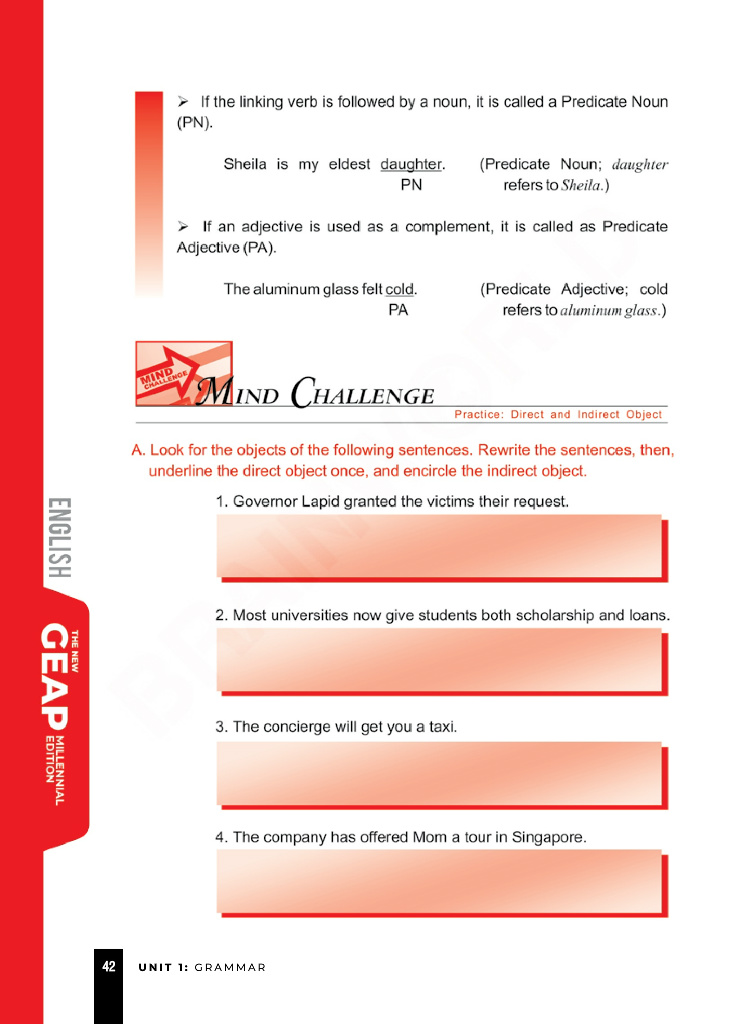 ➢ If the linking verb is followed by a noun, it is called a Predicate Noun
(PN).
Sheila is my eldest daughter. (Predicate Noun; daughter
PN refers to Sheila.)
➢ If an adjective is used as a complement, it is called as Predicate
Adjective (PA).
The aluminum glass felt cold. (Predicate Adjective; cold
PA refers to aluminum glass.)
MIND
CHALLENGE
MIND CHALLENGE
Practice: Direct and Indirect Object
A. Look for the objects of the following sentences. Rewrite the sentences, then,
underline the direct object once, and encircle the indirect object.
1. Governor Lapid granted the victims their request.
2. Most universities now give students both scholarship and loans.
3. The concierge will get you a taxi.
4. The company has offered Mom a tour in Singapore.
ENGLISH
THE NEW
GEAP
MILLENNIAL
EDITION
42 UNIT 1: GRAMMAR